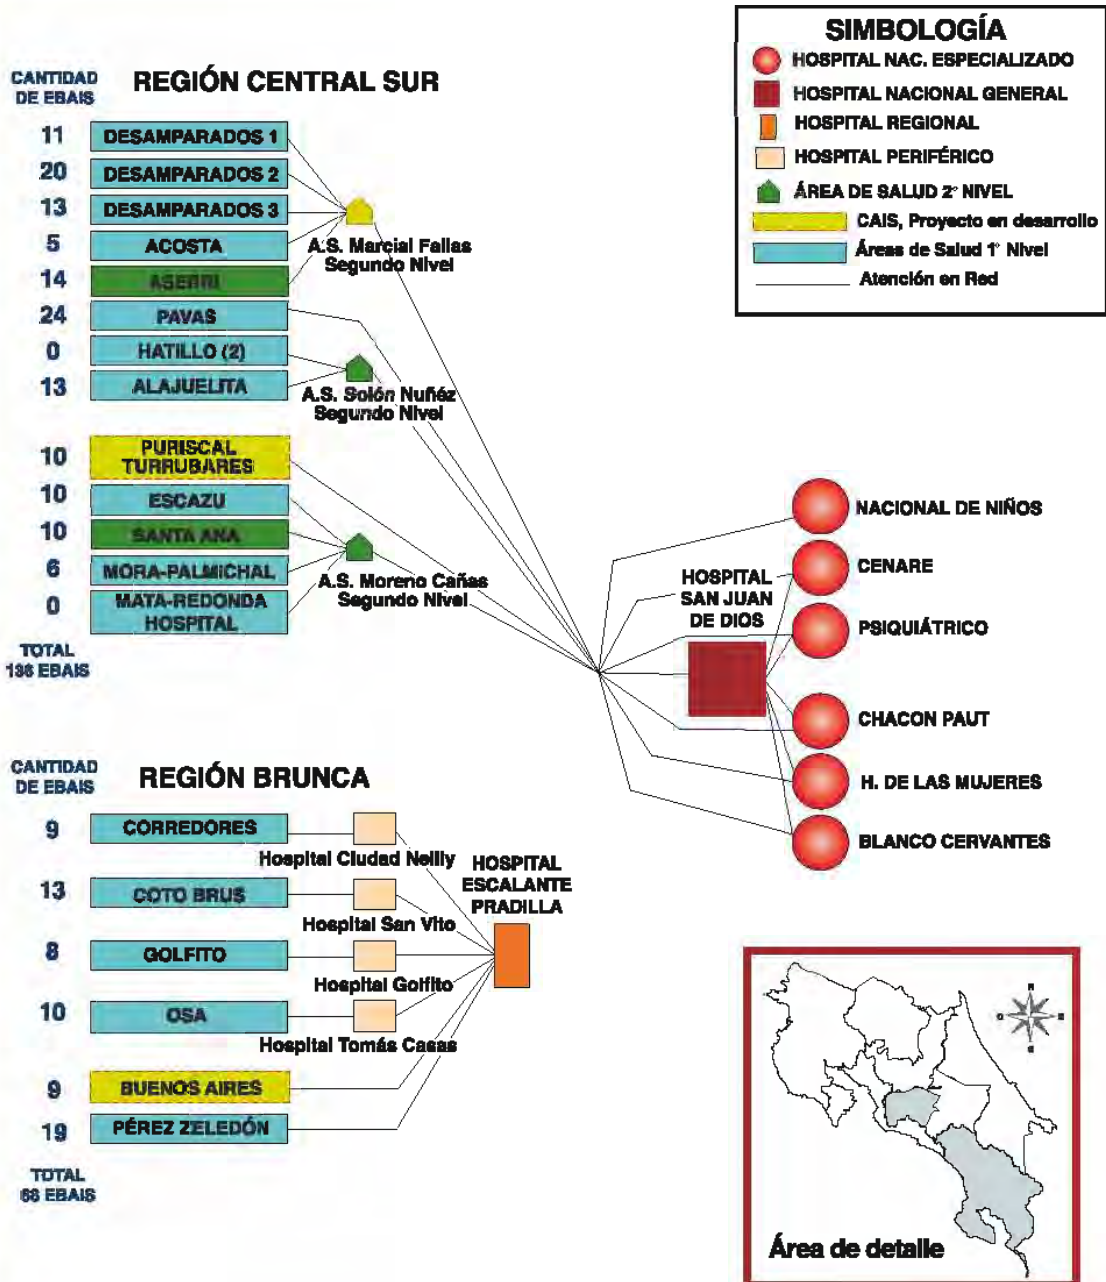 SIMBOLOGÍA
HOSPITAL NAC. ESPECIALIZADO
HOSPITAL NACIONAL GENERAL
HOSPITAL REGIONAL
HOSPITAL PERIFÉRICO
ÁREA DE SALUD 2° NIVEL
CAIS, Proyecto en desarrollo
Áreas de Salud 1° Nivel
Atención en Red
CANTIDAD
DE EBAIS
REGIÓN CENTRAL SUR
11 DESAMPARADOS 1
20 DESAMPARADOS 2
13 DESAMPARADOS 3
5 ACOSTA
14 ASERRI
24 PAVAS
0 HATILLO (2)
13 ALAJUELITA
10 PURISCAL
TURRUBARES
10 ESCAZU
10 SANTA ANA
6 MORA-PALMICHAL
0 MATA-REDONDA
HOSPITAL
TOTAL
136 EBAIS
A.S. Marcial Fallas
Segundo Nivel
A.S. Solón Nuñéz
Segundo Nivel
A.S. Moreno Cañas
Segundo Nivel
HOSPITAL
SAN JUAN
DE DIOS
NACIONAL DE NIÑOS
CENARE
PSIQUIÁTRICO
CHACON PAUT
H. DE LAS MUJERES
BLANCO CERVANTES
CANTIDAD
DE EBAIS
REGIÓN BRUNCA
9 CORREDORES
Hospital Ciudad Neilly
13 COTO BRUS
Hospital San Vito
8 GOLFITO
Hospital Golfito
10 OSA
Hospital Tomás Casas
9 BUENOS AIRES
19 PÉREZ ZELEDÓN
TOTAL
68 EBAIS
HOSPITAL
ESCALANTE
PRADILLA
N
O
E
Área de detalle